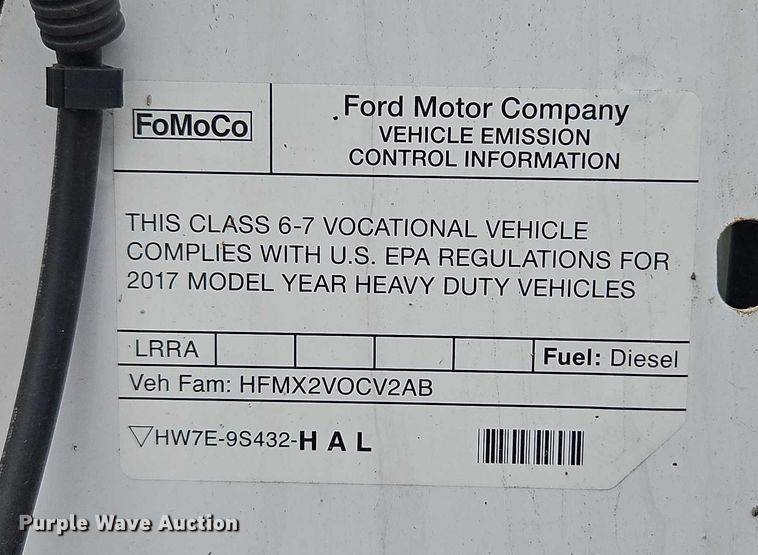 FoMoCo
Ford Motor Company
VEHICLE EMISSION
CONTROL INFORMATION
THIS CLASS 6-7 VOCATIONAL VEHICLE
COMPLIES WITH U.S. EPA REGULATIONS FOR
2017 MODEL YEAR HEAVY DUTY VEHICLES
LRRA Fuel: Diesel
Veh Fam: HFMX2VOCV2AB
▽HW7E-9S432-HAL
Purple Wave Auction